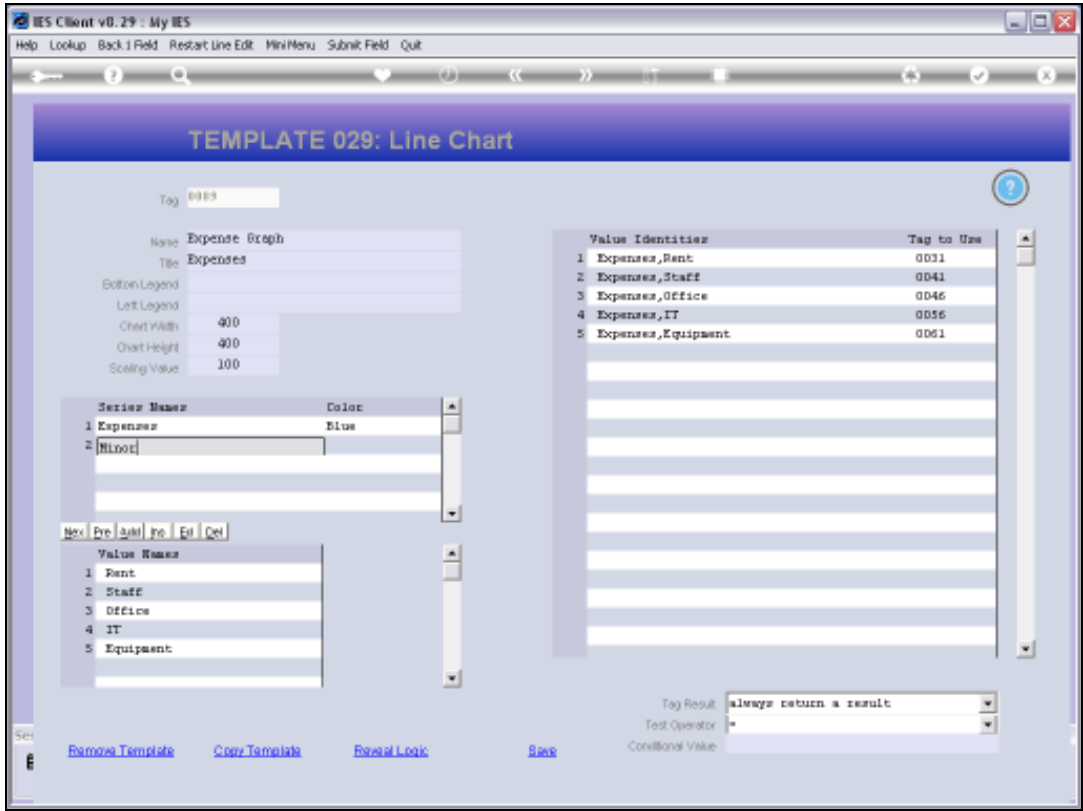 IES Client v8.29 : My IES
Help Lookup Back 1 Field Restart Line Edit Mini Menu Submit Field Quit
TEMPLATE 029: Line Chart
Tag 0089
Name Expense Graph
Title Expenses
Bottom Legend
Left Legend
Chart Width 400
Chart Height 400
Scaling Value 100
Series Names Color
1 Expenses Blue
2 Minor
Nex Pre Add Ins Ed Del
Value Names
1 Rent
2 Staff
3 Office
4 IT
5 Equipment
Value Identities Tag to Use
1 Expenses,Rent 0031
2 Expenses,Staff 0041
3 Expenses,Office 0046
4 Expenses,IT 0056
5 Expenses,Equipment 0061
Tag Result always return a result
Test Operator =
Conditional Value
Remove Template Copy Template Reveal Logic Save